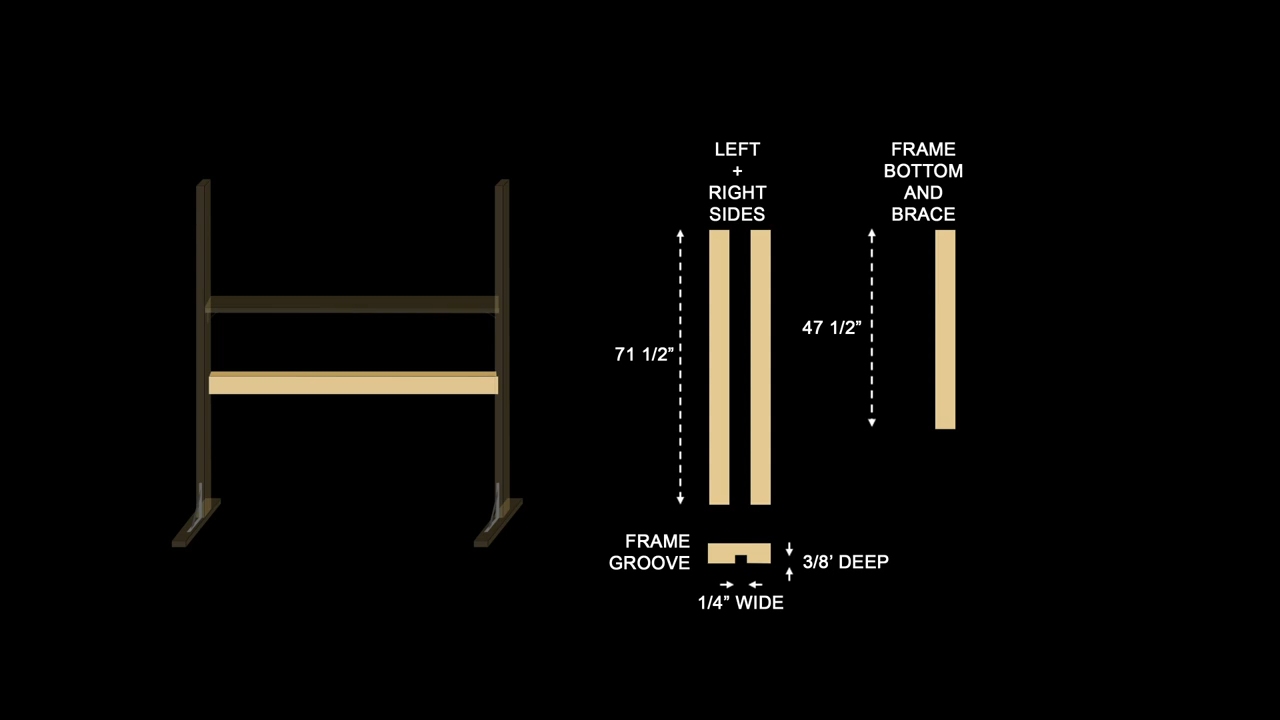 LEFT
+
RIGHT
SIDES
FRAME
BOTTOM
AND
BRACE
71 1/2”
47 1/2”
FRAME
GROOVE
3/8’ DEEP
1/4” WIDE